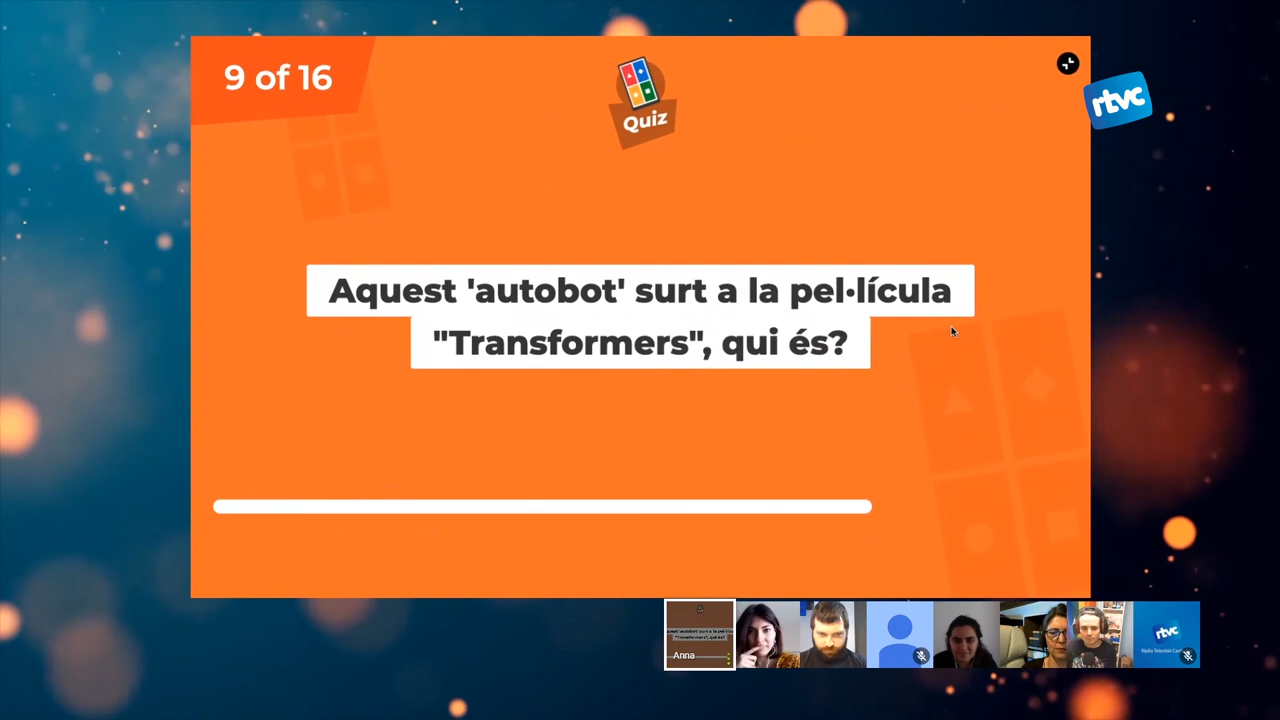 9 of 16
Quiz
rtvc
Aquest 'autobot' surt a la pel·lícula
"Transformers", qui és?
Anna
rtvc